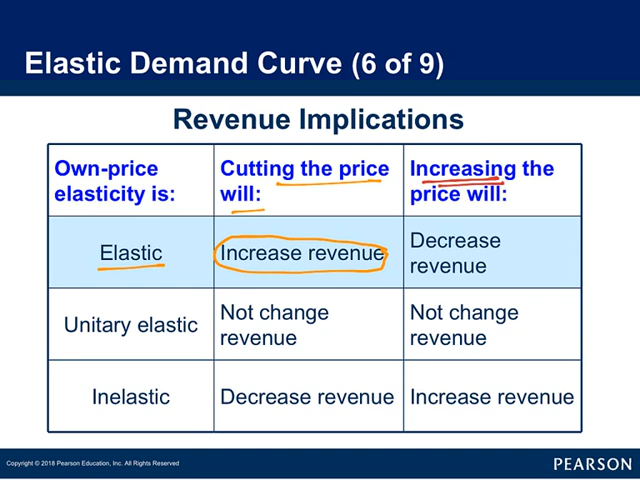 Elastic Demand Curve (6 of 9)
Revenue Implications
Own-price
elasticity is:
Cutting the price
will:
Increasing the
price will:
Elastic
Increase revenue
Decrease
revenue
Unitary elastic
Not change
revenue
Not change
revenue
Inelastic
Decrease revenue
Increase revenue
Copyright © 2018 Pearson Education, Inc. All Rights Reserved
PEARSON